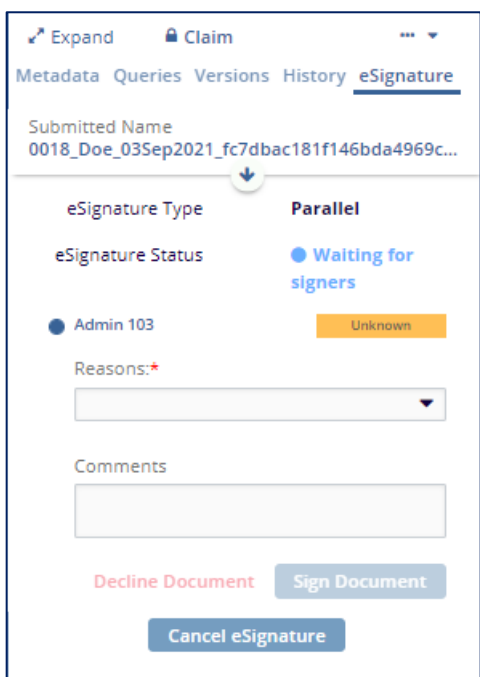 Expand Claim ...
Metadata Queries Versions History eSignature
Submitted Name
0018_Doe_03Sep2021_fc7dbac181f146bda4969c...
eSignature Type Parallel
eSignature Status Waiting for
signers
Admin 103 Unknown
Reasons:*
Comments
Decline Document Sign Document
Cancel eSignature